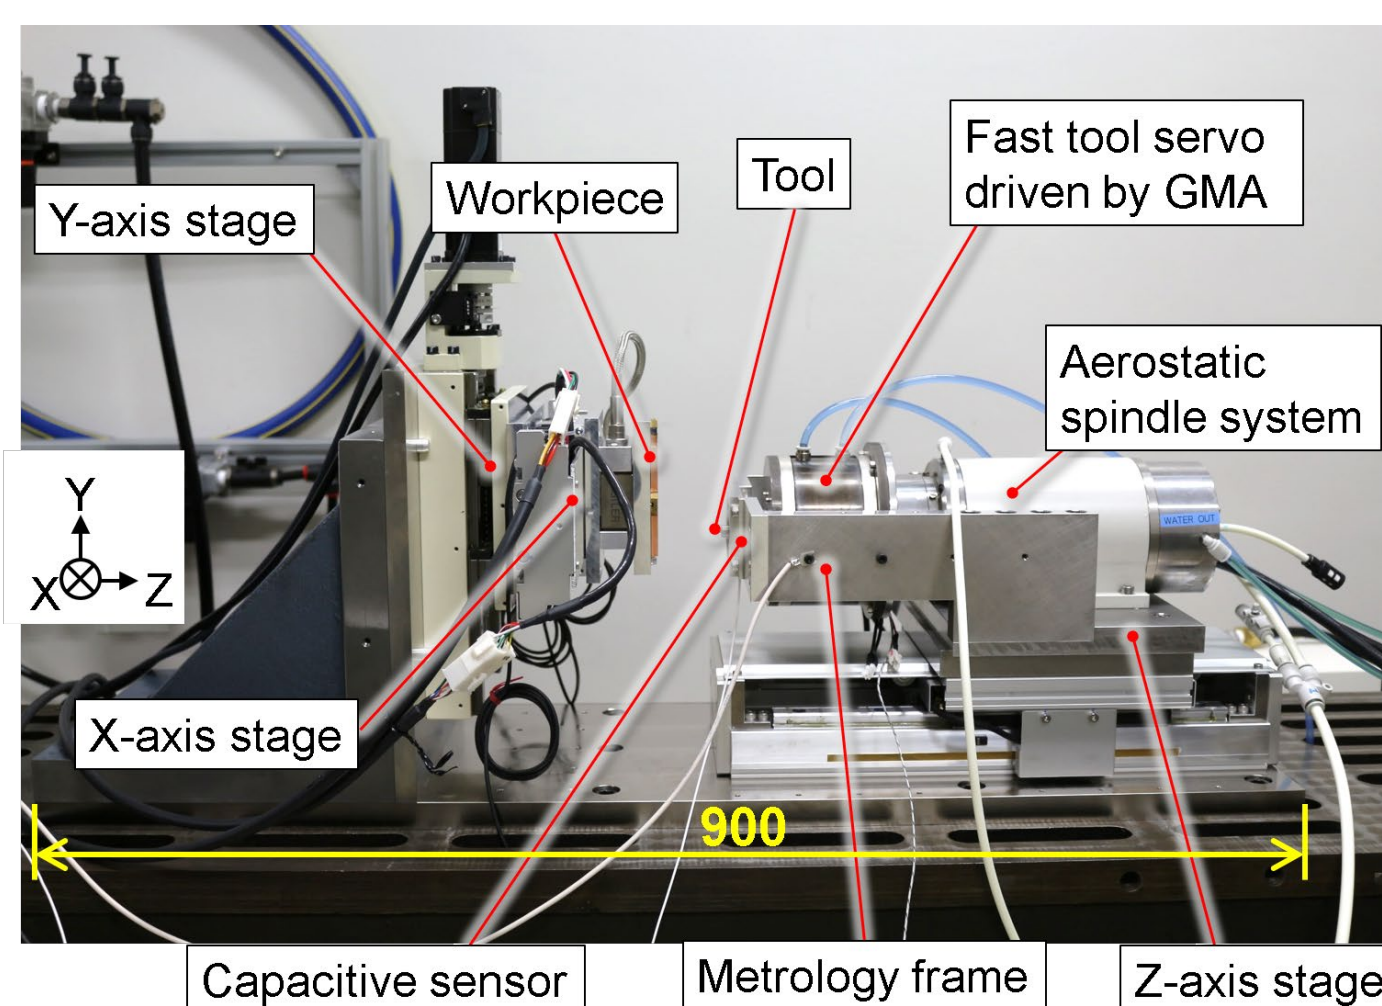 Fast tool servo
driven by GMA
Tool
Workpiece
Y-axis stage
Aerostatic
spindle system
Y
X
Z
WATER OUT
X-axis stage
900
Capacitive sensor
Metrology frame
Z-axis stage